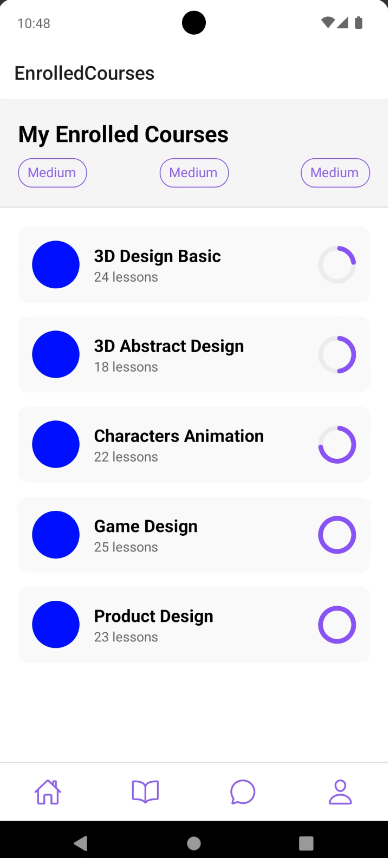 10:48
EnrolledCourses
My Enrolled Courses
Medium Medium Medium
3D Design Basic
24 lessons
3D Abstract Design
18 lessons
Characters Animation
22 lessons
Game Design
25 lessons
Product Design
23 lessons